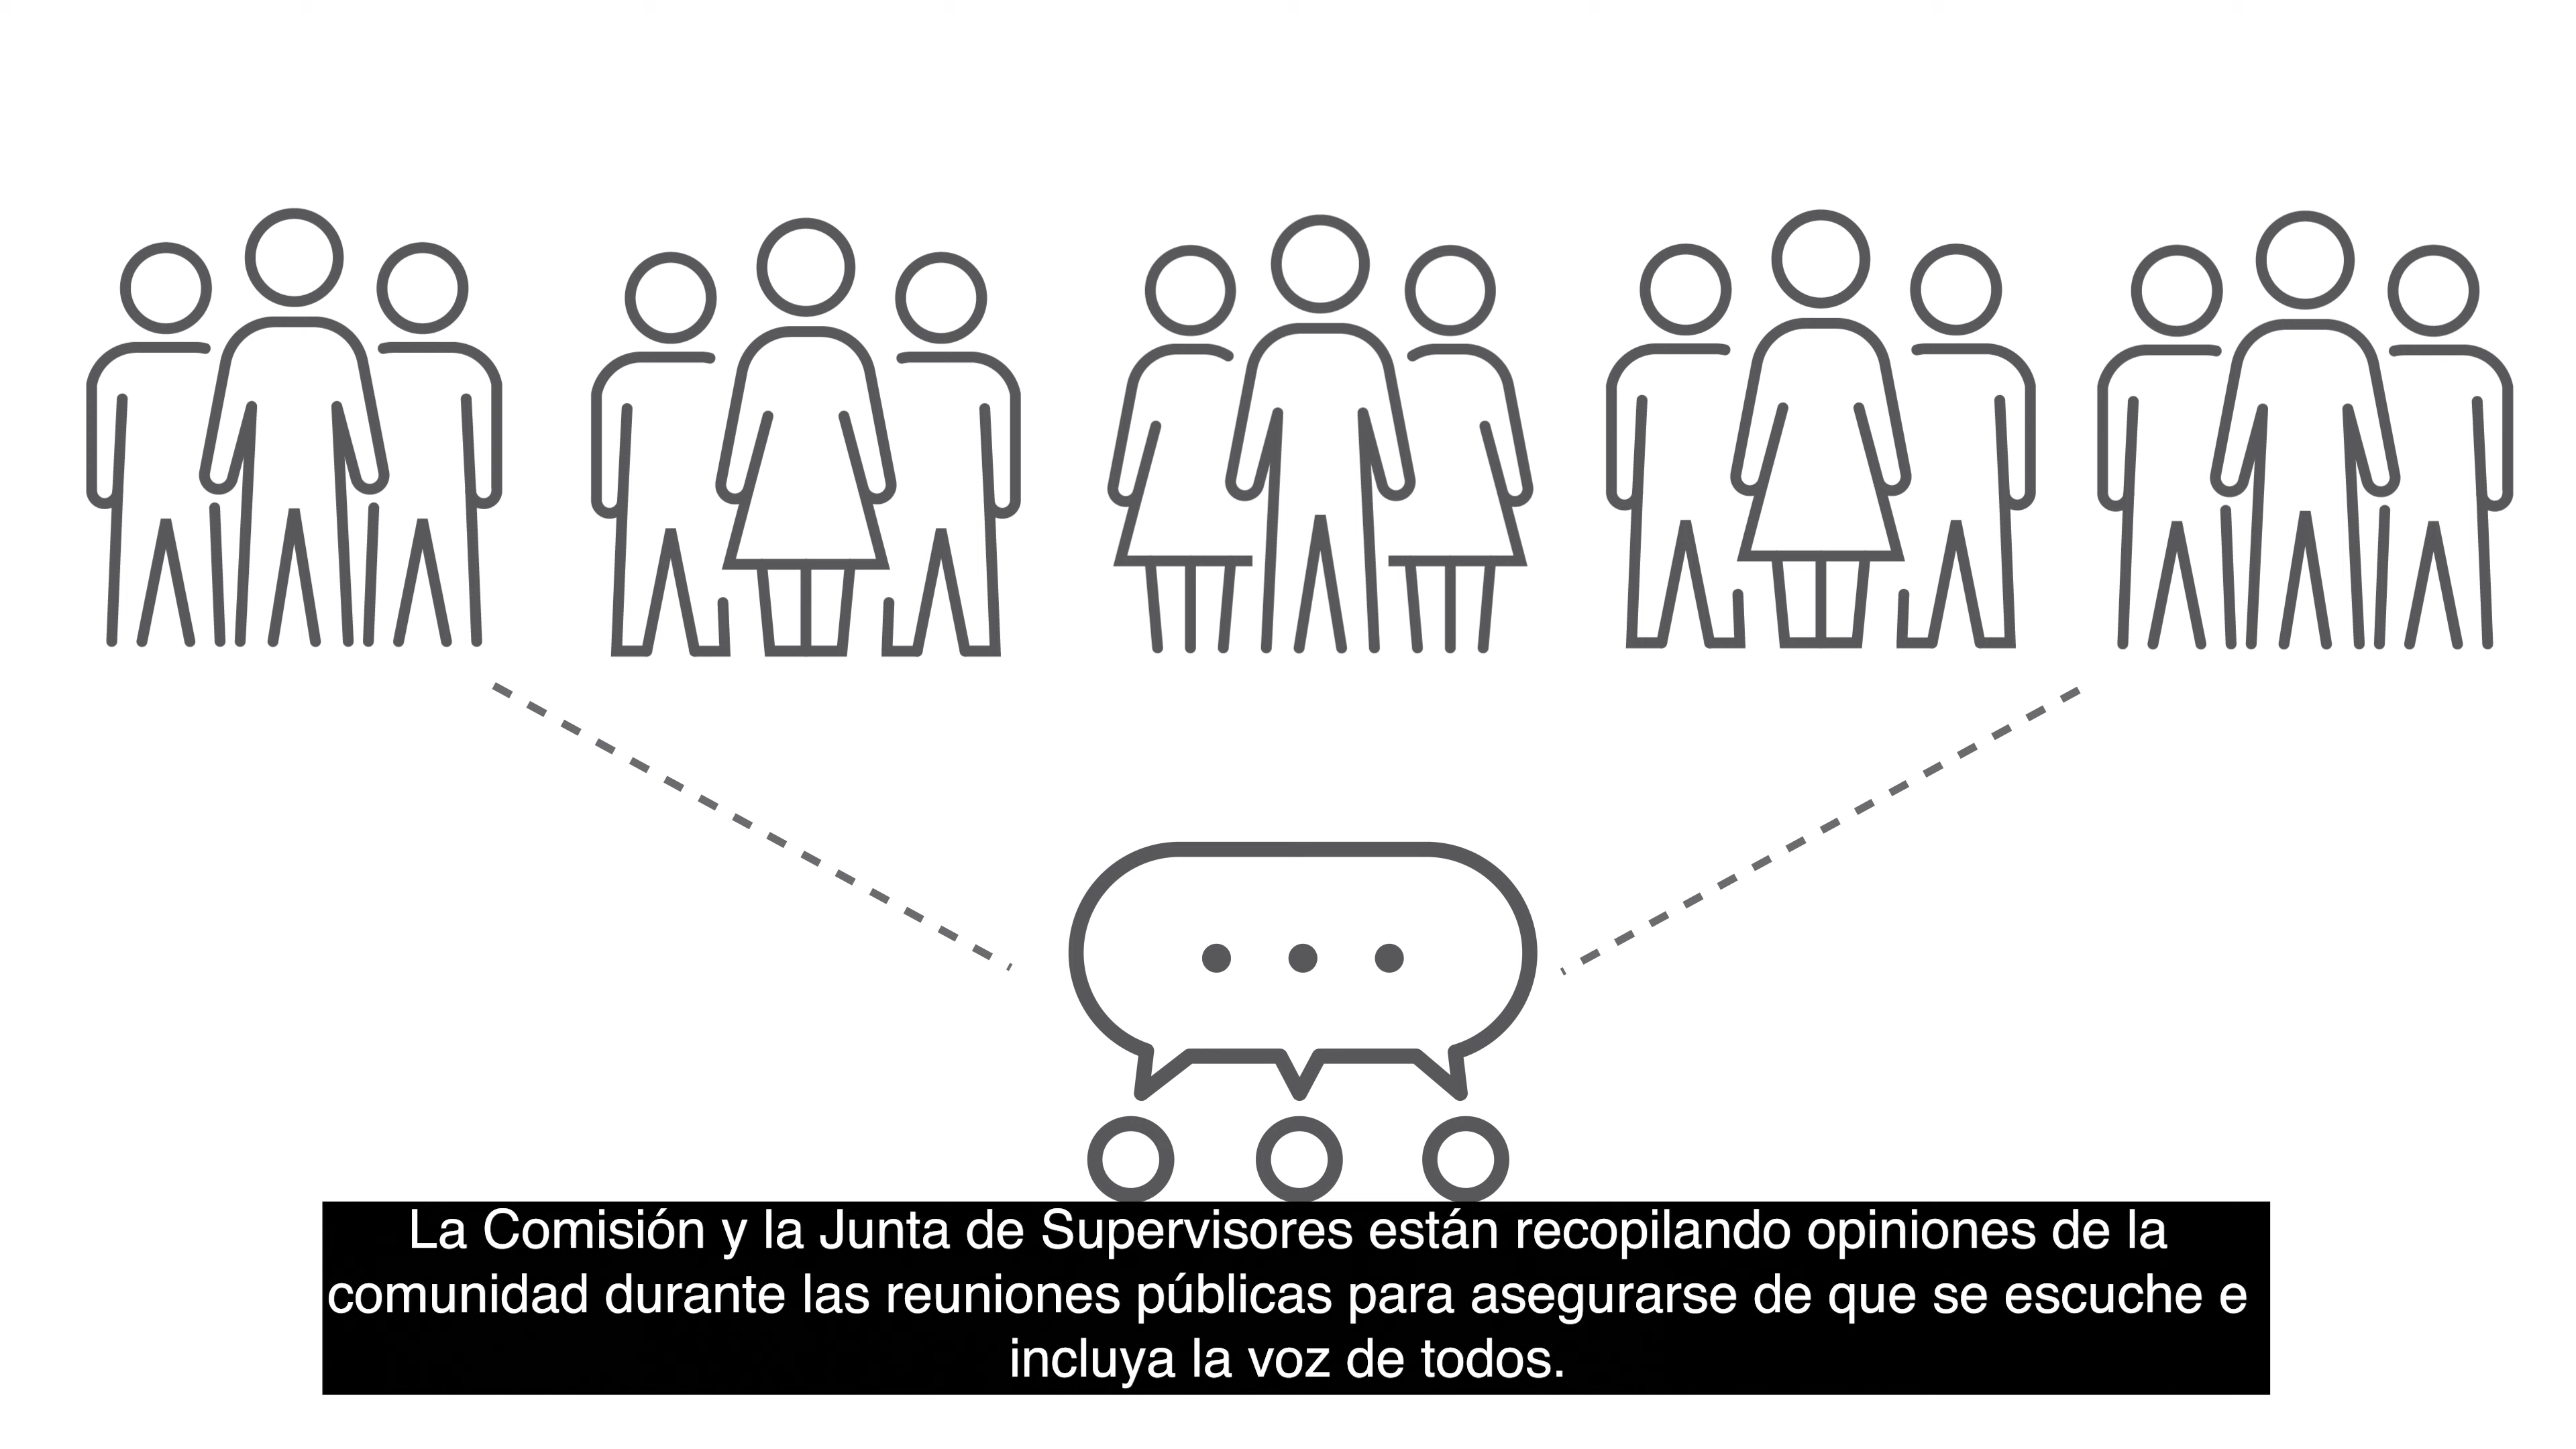 La Comisión y la Junta de Supervisores están recopilando opiniones de la
comunidad durante las reuniones públicas para asegurarse de que se escuche e
incluya la voz de todos.